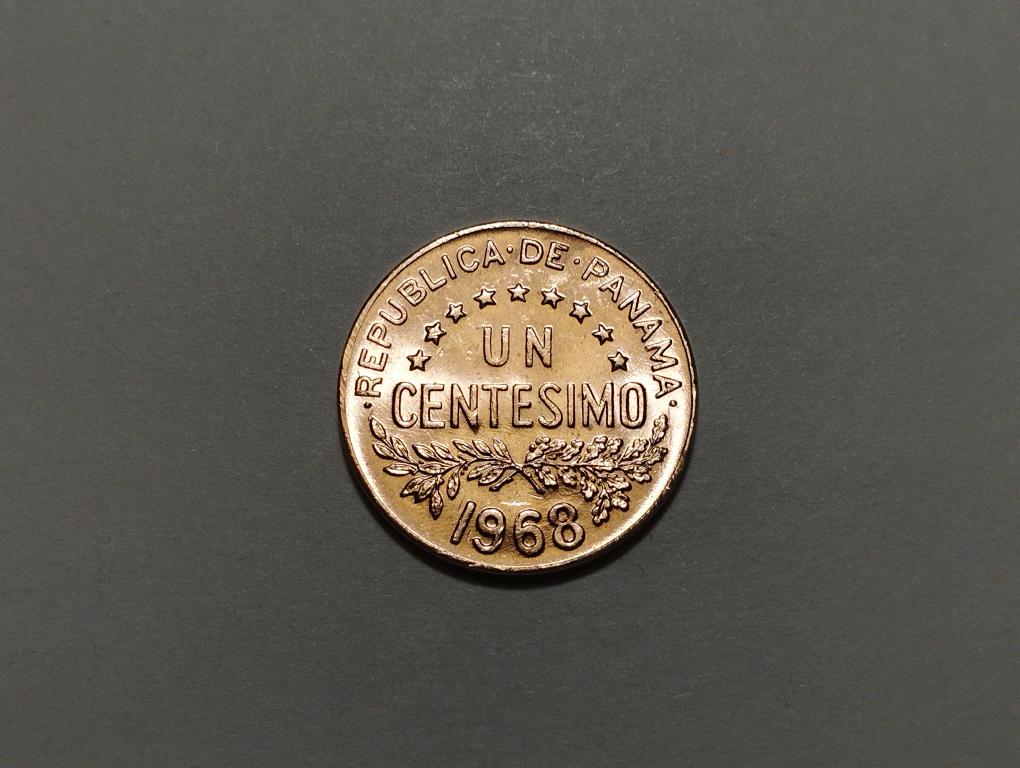 ·REPUBLICA·DE·PANAMA·
UN
CENTESIMO
1968